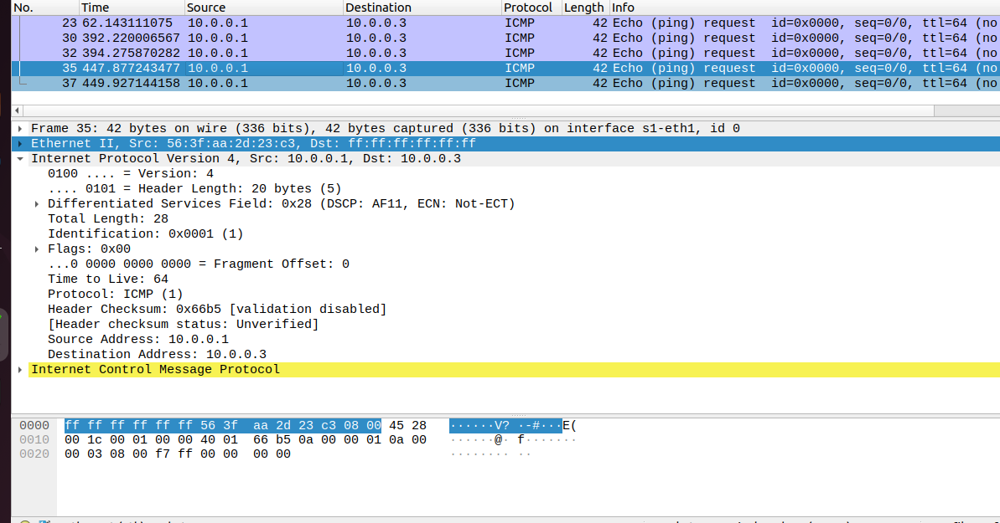 No. Time Source Destination Protocol Length Info
23 62.143111075 10.0.0.1 10.0.0.3 ICMP 42 Echo (ping) request id=0x0000, seq=0/0, ttl=64 (no
30 392.220006567 10.0.0.1 10.0.0.3 ICMP 42 Echo (ping) request id=0x0000, seq=0/0, ttl=64 (no
32 394.275870282 10.0.0.1 10.0.0.3 ICMP 42 Echo (ping) request id=0x0000, seq=0/0, ttl=64 (no
35 447.877243477 10.0.0.1 10.0.0.3 ICMP 42 Echo (ping) request id=0x0000, seq=0/0, ttl=64 (no
37 449.927144158 10.0.0.1 10.0.0.3 ICMP 42 Echo (ping) request id=0x0000, seq=0/0, ttl=64 (no
Frame 35: 42 bytes on wire (336 bits), 42 bytes captured (336 bits) on interface s1-eth1, id 0
Ethernet II, Src: 56:3f:aa:2d:23:c3, Dst: ff:ff:ff:ff:ff:ff
Internet Protocol Version 4, Src: 10.0.0.1, Dst: 10.0.0.3
0100 .... = Version: 4
.... 0101 = Header Length: 20 bytes (5)
Differentiated Services Field: 0x28 (DSCP: AF11, ECN: Not-ECT)
Total Length: 28
Identification: 0x0001 (1)
Flags: 0x00
...0 0000 0000 0000 = Fragment Offset: 0
Time to Live: 64
Protocol: ICMP (1)
Header Checksum: 0x66b5 [validation disabled]
[Header checksum status: Unverified]
Source Address: 10.0.0.1
Destination Address: 10.0.0.3
Internet Control Message Protocol
0000 ff ff ff ff ff ff 56 3f aa 2d 23 c3 08 00 45 28 ······V? ·-#···E(
0010 00 1c 00 01 00 00 40 01 66 b5 0a 00 00 01 0a 00 ······@· f·······
0020 00 03 08 00 f7 ff 00 00 00 00 ········ ··